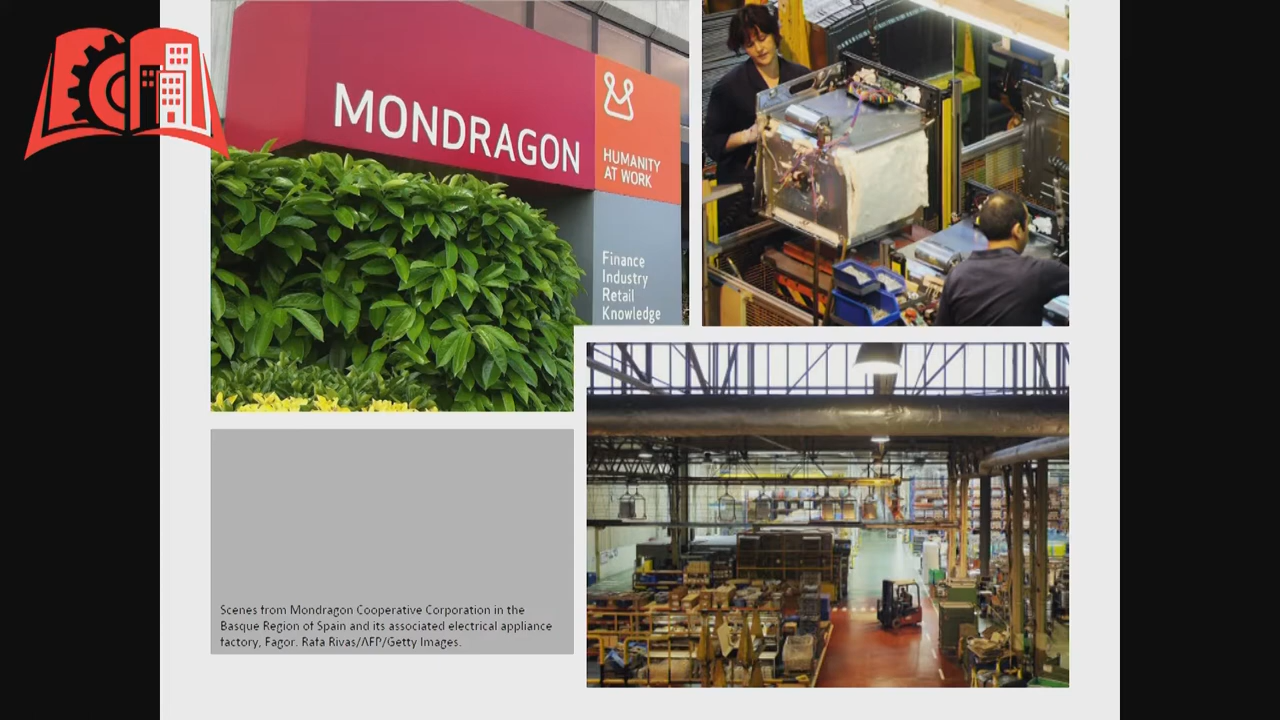 MONDRAGON
HUMANITY
AT WORK
Finance
Industry
Retail
Knowledge
Scenes from Mondragon Cooperative Corporation in the
Basque Region of Spain and its associated electrical appliance
factory, Fagor. Rafa Rivas/AFP/Getty Images.